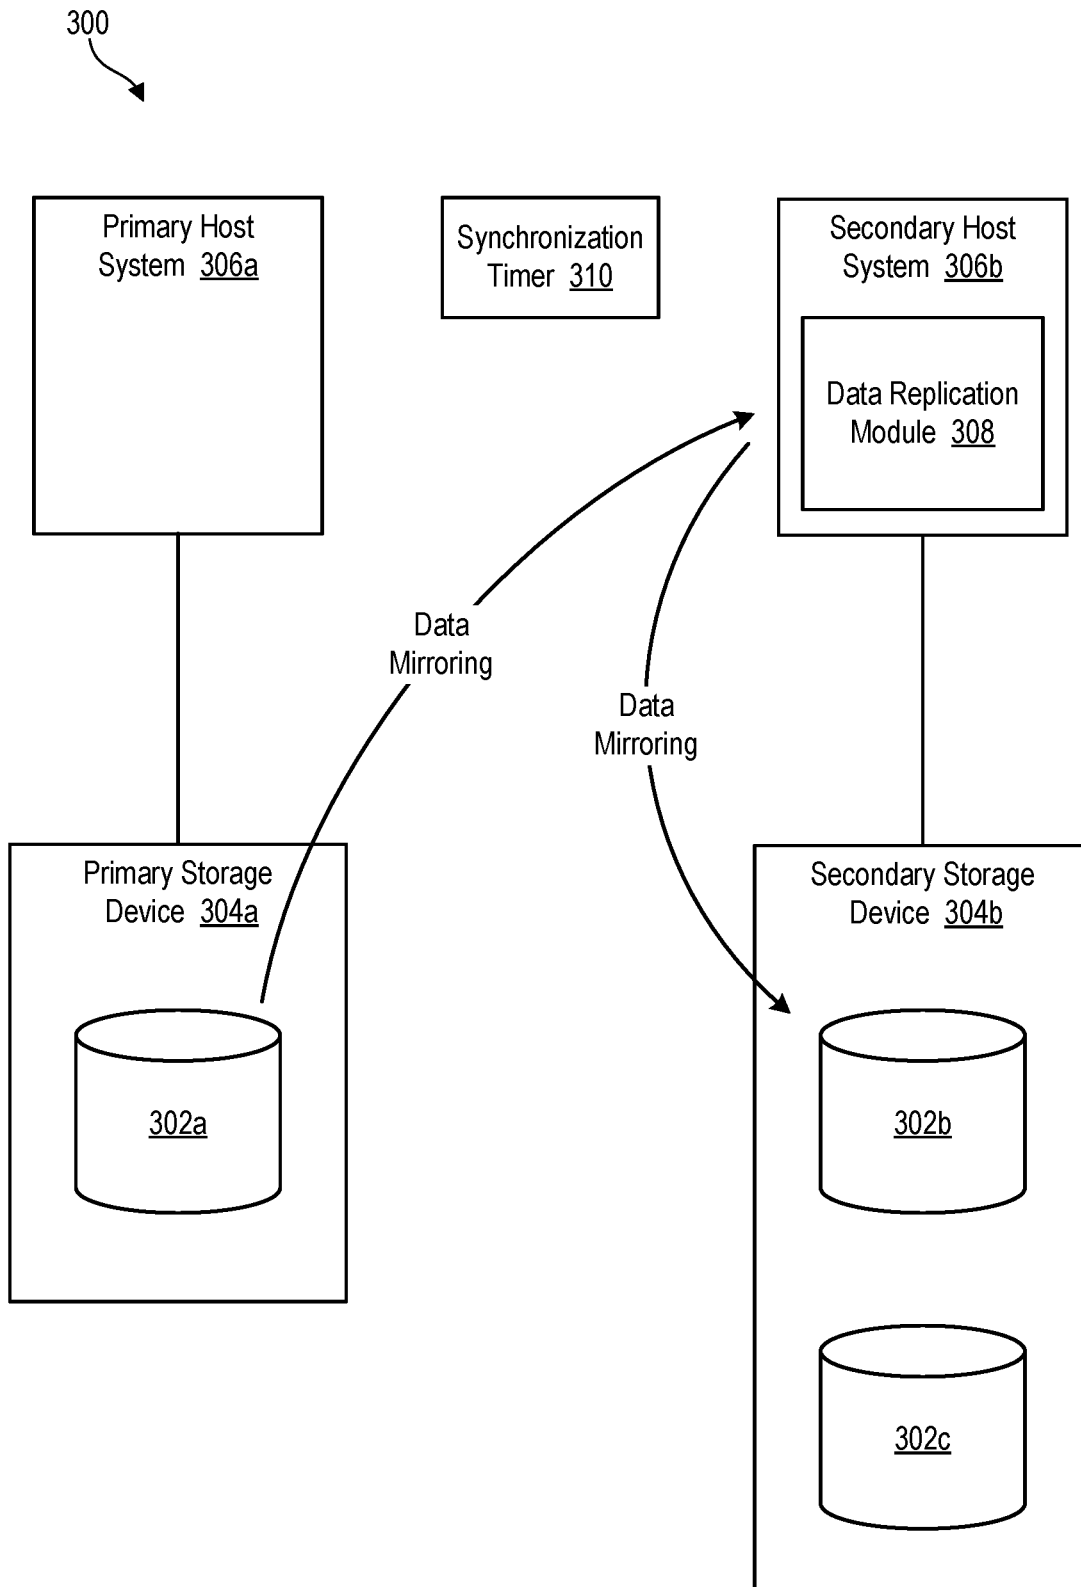 300
Primary Host
System 306a
Synchronization
Timer 310
Secondary Host
System 306b
Data Replication
Module 308
Data
Mirroring
Data
Mirroring
Primary Storage
Device 304a
Secondary Storage
Device 304b
302a
302b
302c